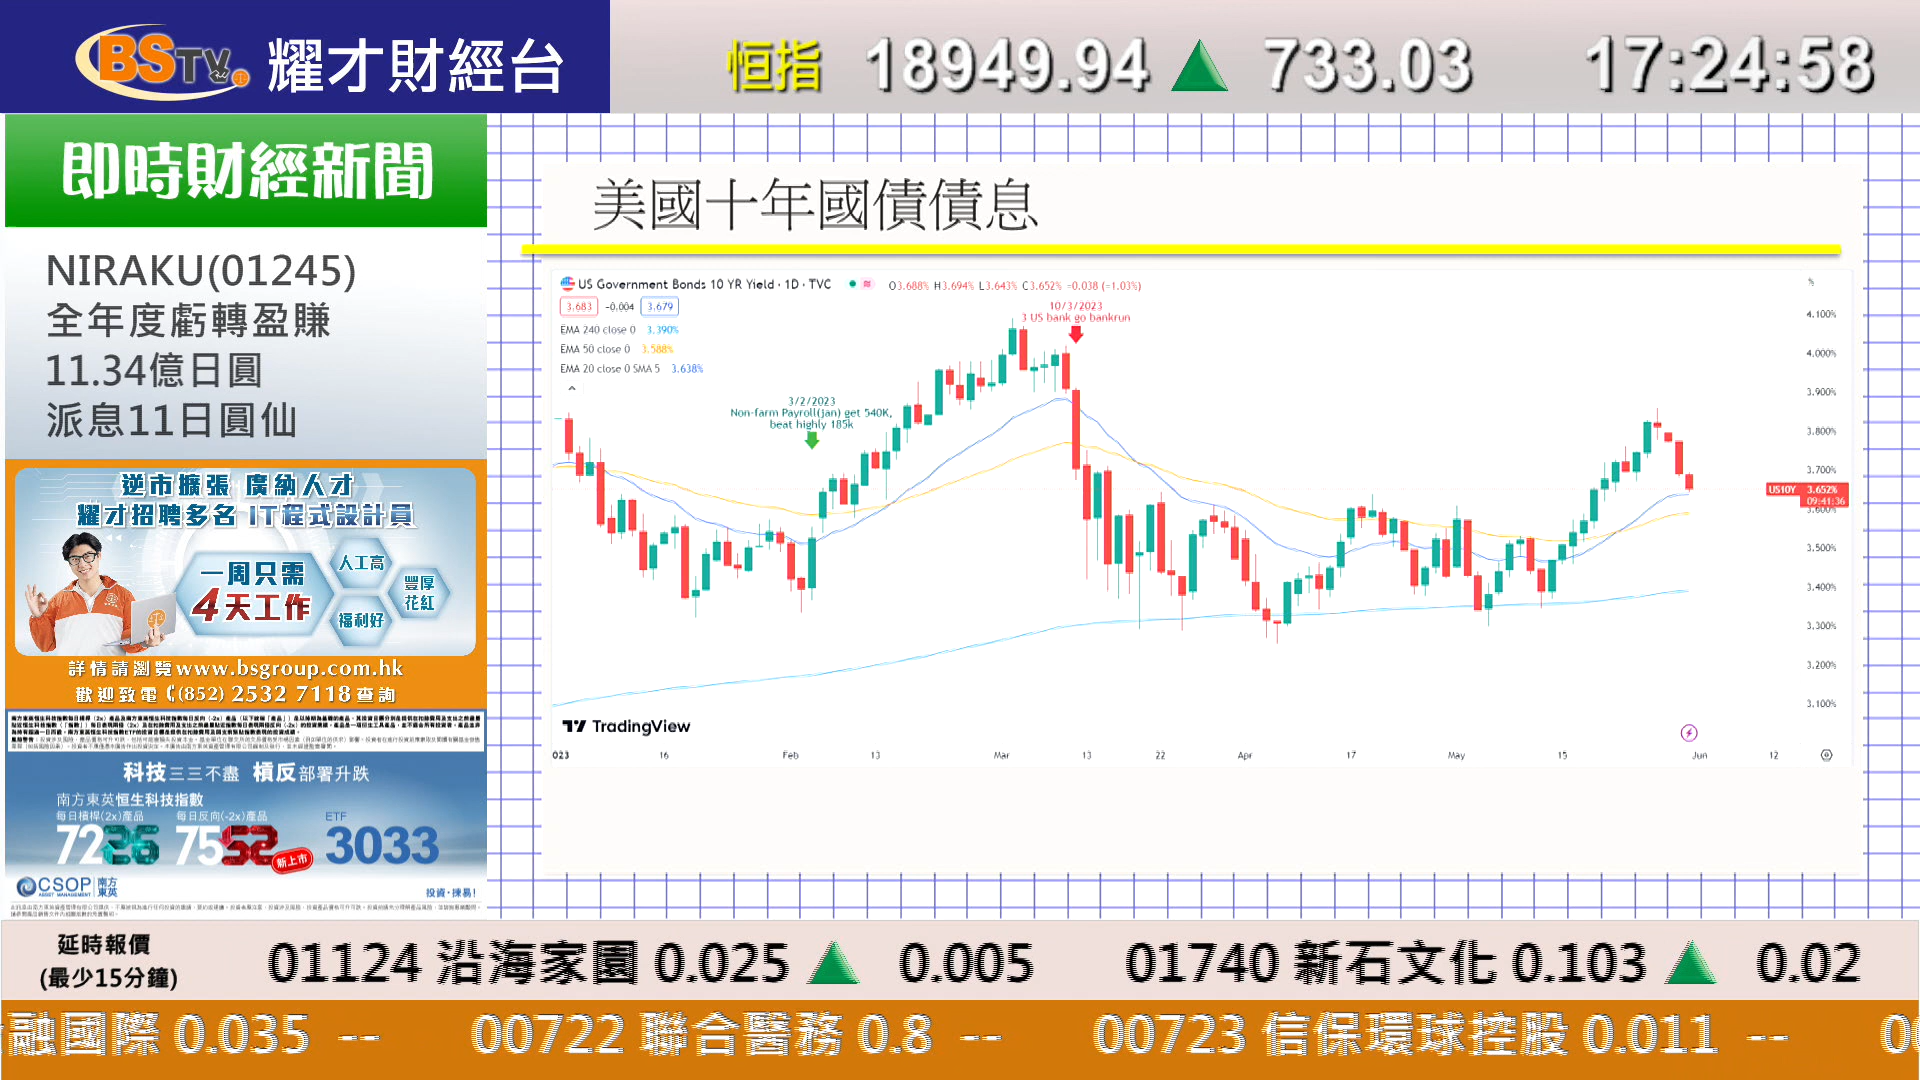 BSTV 耀才財經台
恒指 18949.94 ▲ 733.03 17:24:58
即時財經新聞
NIRAKU(01245)
全年度虧轉盈賺
11.34億日圓
派息11日圓仙
逆市擴張 廣納人才
耀才招聘多名 IT程式設計員
一周只需
4天工作
人工高
豐厚
花紅
福利好
詳情請瀏覽www.bsgroup.com.hk
歡迎致電 (852) 2532 7118 查詢
科技三三不盡 槓反部署升跌
南方東英恒生科技指數
每日槓桿(2x)產品 每日反向(-2x)產品 ETF
7226 7552 3033
新上市
CSOP
ASSET MANAGEMENT
南方
東英
投資·揀易!
美國十年國債債息
US Government Bonds 10 YR Yield · 1D · TVC O3.688% H3.694% L3.643% C3.652% -0.038 (-1.03%)
3.683 -0.004 3.679
EMA 240 close 0 3.390%
EMA 50 close 0 3.588%
EMA 20 close 0 SMA 5 3.638%
10/3/2023
3 US bank go bankrun
3/2/2023
Non-farm Payroll(jan) get 540K,
beat highly 185k
%
4.100%
4.000%
3.900%
3.800%
3.700%
US10Y 3.652%
09:41:36
3.600%
3.500%
3.400%
3.300%
3.200%
3.100%
TradingView
023 16 Feb 13 Mar 13 22 Apr 17 May 15 Jun 12
延時報價
(最少15分鐘)
01124 沿海家園 0.025 ▲ 0.005 01740 新石文化 0.103 ▲ 0.02
融國際 0.035 -- 00722 聯合醫務 0.8 -- 00723 信保環球控股 0.011 --